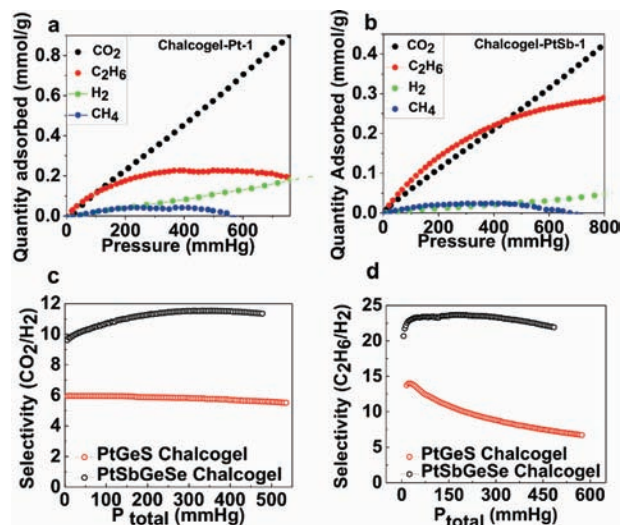 a
Chalcogel-Pt-1
CO2
C2H6
H2
CH4
Quantity adsorbed (mmol/g)
0.8
0.6
0.4
0.2
0.0
0 200 400 600
Pressure (mmHg)
b
Chalcogel-PtSb-1
CO2
C2H6
H2
CH4
Quantity Adsorbed (mmol/g)
0.4
0.3
0.2
0.1
0.0
0 200 400 600 800
Pressure (mmHg)
c
Selectivity (CO2/H2)
12
10
8
6
4
2
0
PtGeS Chalcogel
PtSbGeSe Chalcogel
0 100 200 300 400 500
Ptotal (mmHg)
d
Selectivity (C2H6/H2)
25
20
15
10
5
0
PtGeS Chalcogel
PtSbGeSe Chalcogel
0 150 300 450 600
Ptotal (mmHg)